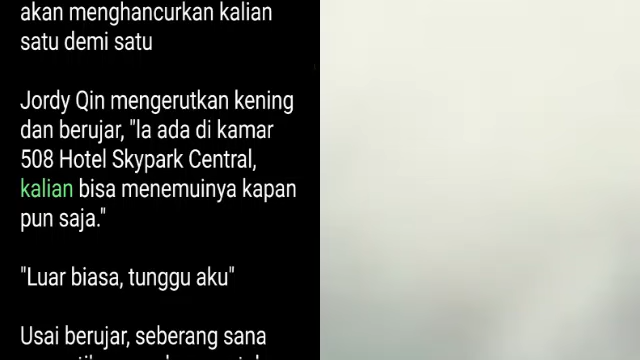 akan menghancurkan kalian
satu demi satu
Jordy Qin mengerutkan kening
dan berujar, "Ia ada di kamar
508 Hotel Skypark Central,
kalian bisa menemuinya kapan
pun saja."
"Luar biasa, tunggu aku"
Usai berujar, seberang sana